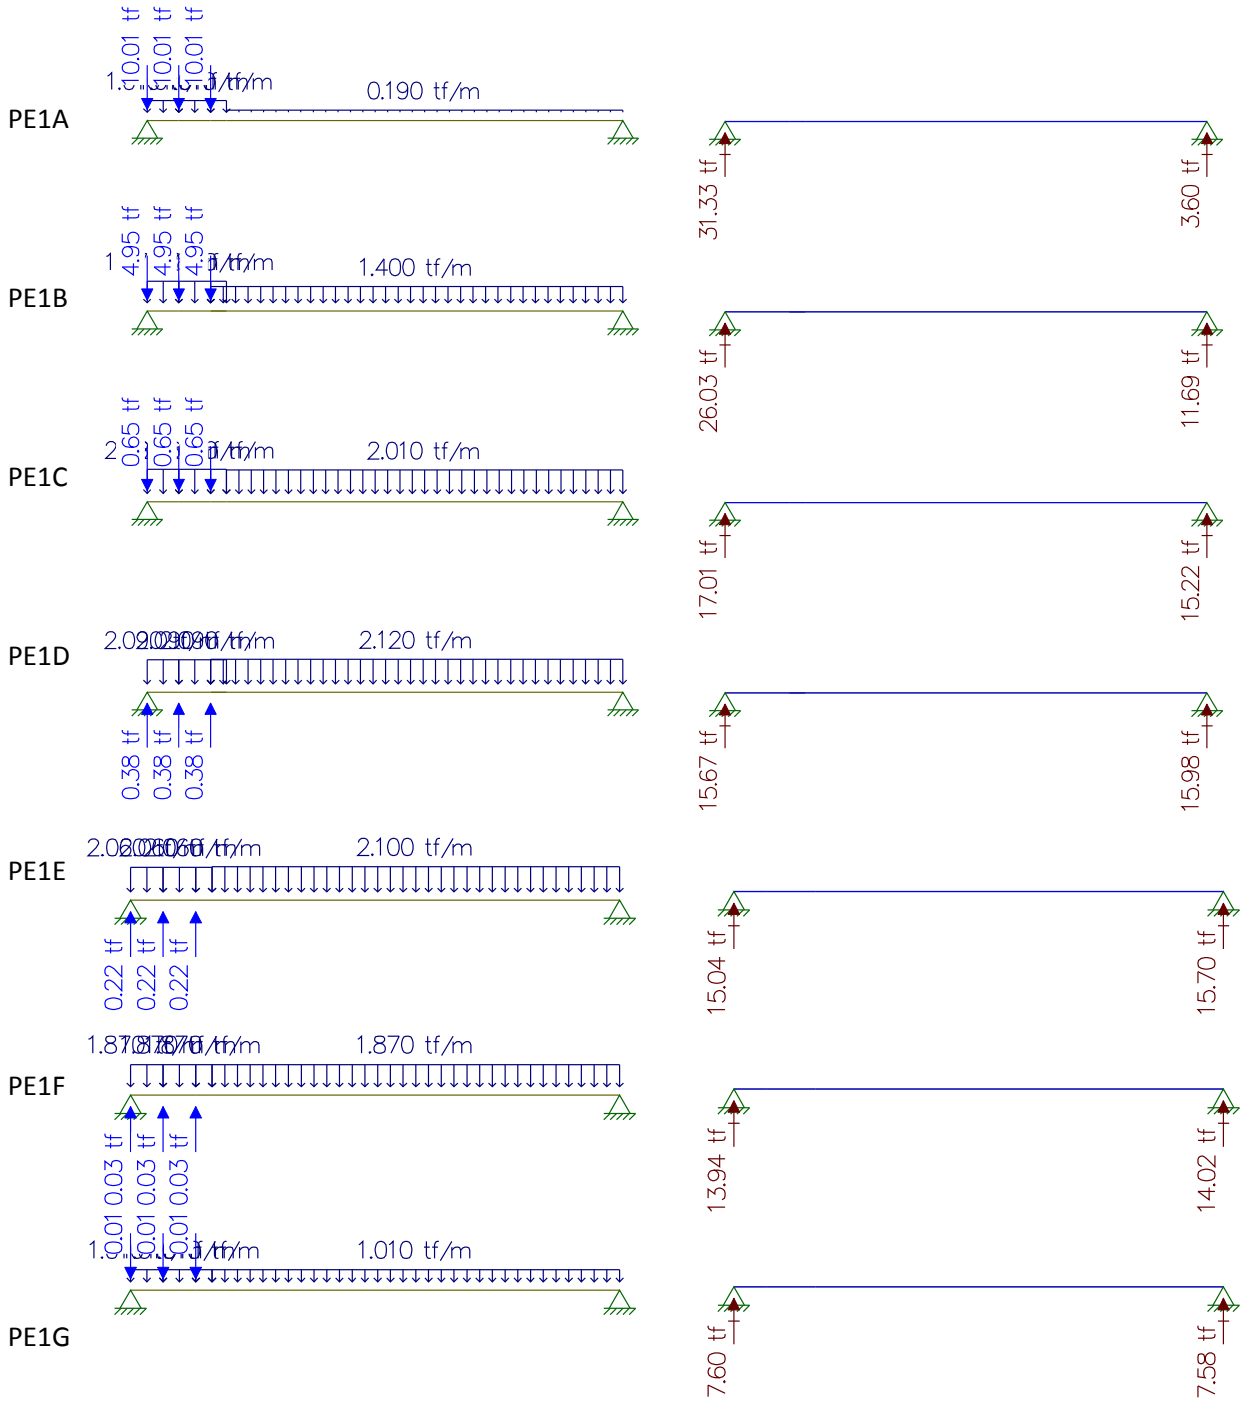 10.01 tf 10.01 tf 10.01 tf
0.190 tf/m
PE1A
31.33 tf 3.60 tf
4.95 tf 4.95 tf 4.95 tf
1.400 tf/m
PE1B
26.03 tf 11.69 tf
0.65 tf 0.65 tf 0.65 tf
2.010 tf/m
PE1C
17.01 tf 15.22 tf
2.120 tf/m
PE1D
0.38 tf 0.38 tf 0.38 tf
15.67 tf 15.98 tf
2.100 tf/m
PE1E
0.22 tf 0.22 tf 0.22 tf
15.04 tf 15.70 tf
1.870 tf/m
PE1F
0.03 tf 0.03 tf 0.03 tf
13.94 tf 14.02 tf
0.01 0.01 0.01
1.010 tf/m
PE1G
7.60 tf 7.58 tf